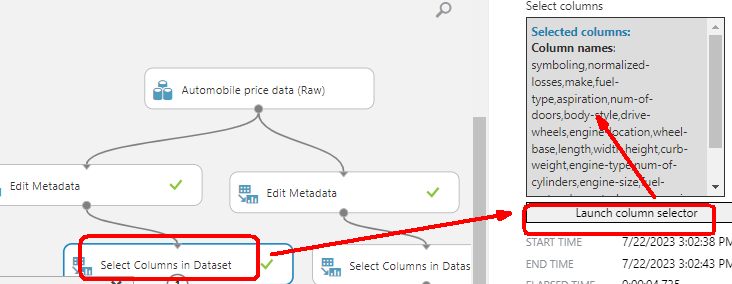 Select columns
Selected columns:
Column names:
symboling,normalized-
losses,make,fuel-
type,aspiration,num-of-
doors,body-style,drive-
wheels,engine-location,wheel-
base,length,width,height,curb-
weight,engine-type,num-of-
cylinders,engine-size,fuel-
Launch column selector
START TIME 7/22/2023 3:02:38 PM
END TIME 7/22/2023 3:02:43 PM
Automobile price data (Raw)
Edit Metadata
Edit Metadata
Select Columns in Dataset
Select Columns in Datas
1